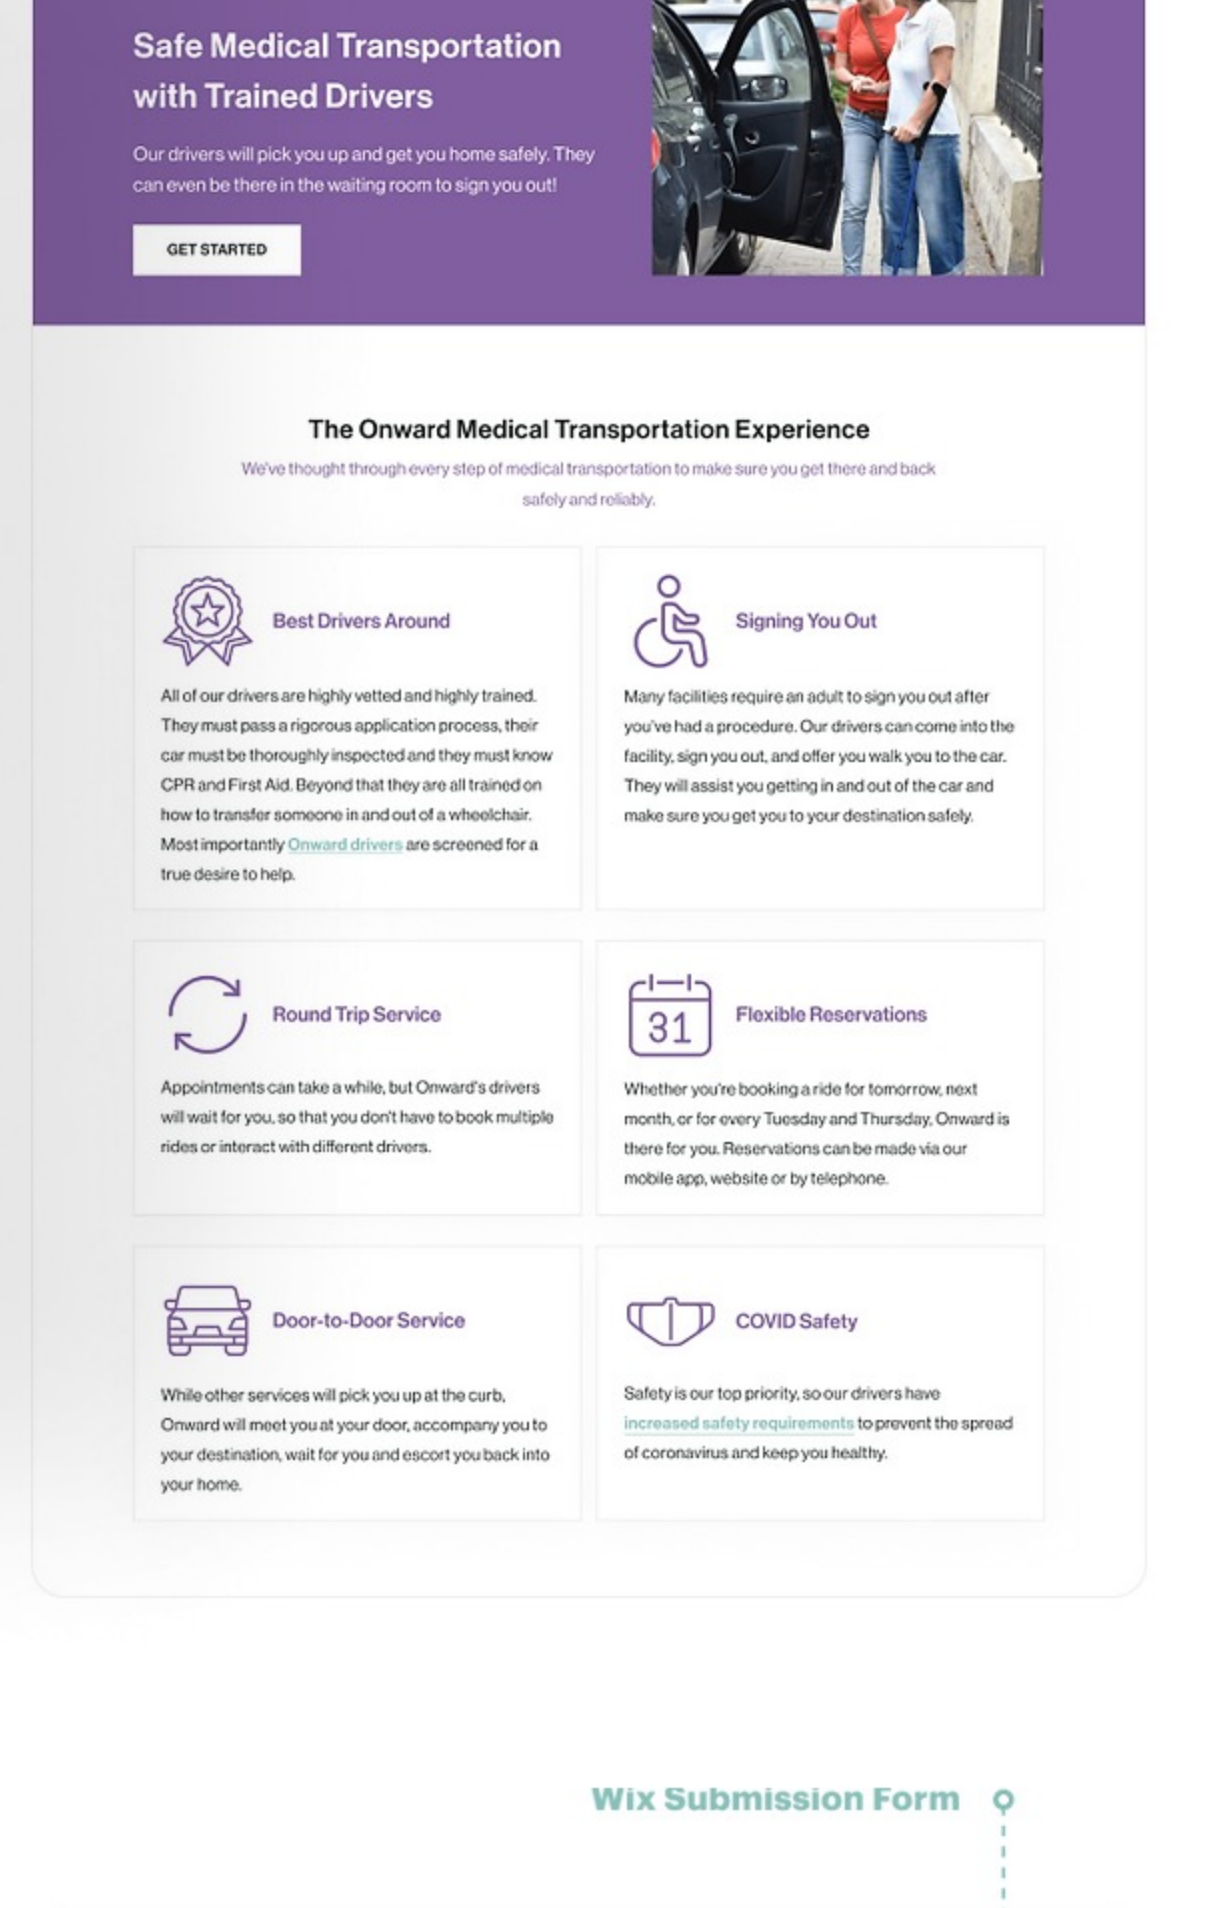 Safe Medical Transportation
with Trained Drivers
Our drivers will pick you up and get you home safely. They
can even be there in the waiting room to sign you out!
GET STARTED
The Onward Medical Transportation Experience
We've thought through every step of medical transportation to make sure you get there and back
safely and reliably.
Best Drivers Around
All of our drivers are highly vetted and highly trained.
They must pass a rigorous application process, their
car must be thoroughly inspected and they must know
CPR and First Aid. Beyond that they are all trained on
how to transfer someone in and out of a wheelchair.
Most importantly Onward drivers are screened for a
true desire to help.
Signing You Out
Many facilities require an adult to sign you out after
you've had a procedure. Our drivers can come into the
facility, sign you out, and offer you walk you to the car.
They will assist you getting in and out of the car and
make sure you get you to your destination safely.
Round Trip Service
Appointments can take a while, but Onward's drivers
will wait for you, so that you don't have to book multiple
rides or interact with different drivers.
31
Flexible Reservations
Whether you're booking a ride for tomorrow, next
month, or for every Tuesday and Thursday, Onward is
there for you. Reservations can be made via our
mobile app, website or by telephone.
Door-to-Door Service
While other services will pick you up at the curb,
Onward will meet you at your door, accompany you to
your destination, wait for you and escort you back into
your home.
COVID Safety
Safety is our top priority, so our drivers have
increased safety requirements to prevent the spread
of coronavirus and keep you healthy.
Wix Submission Form